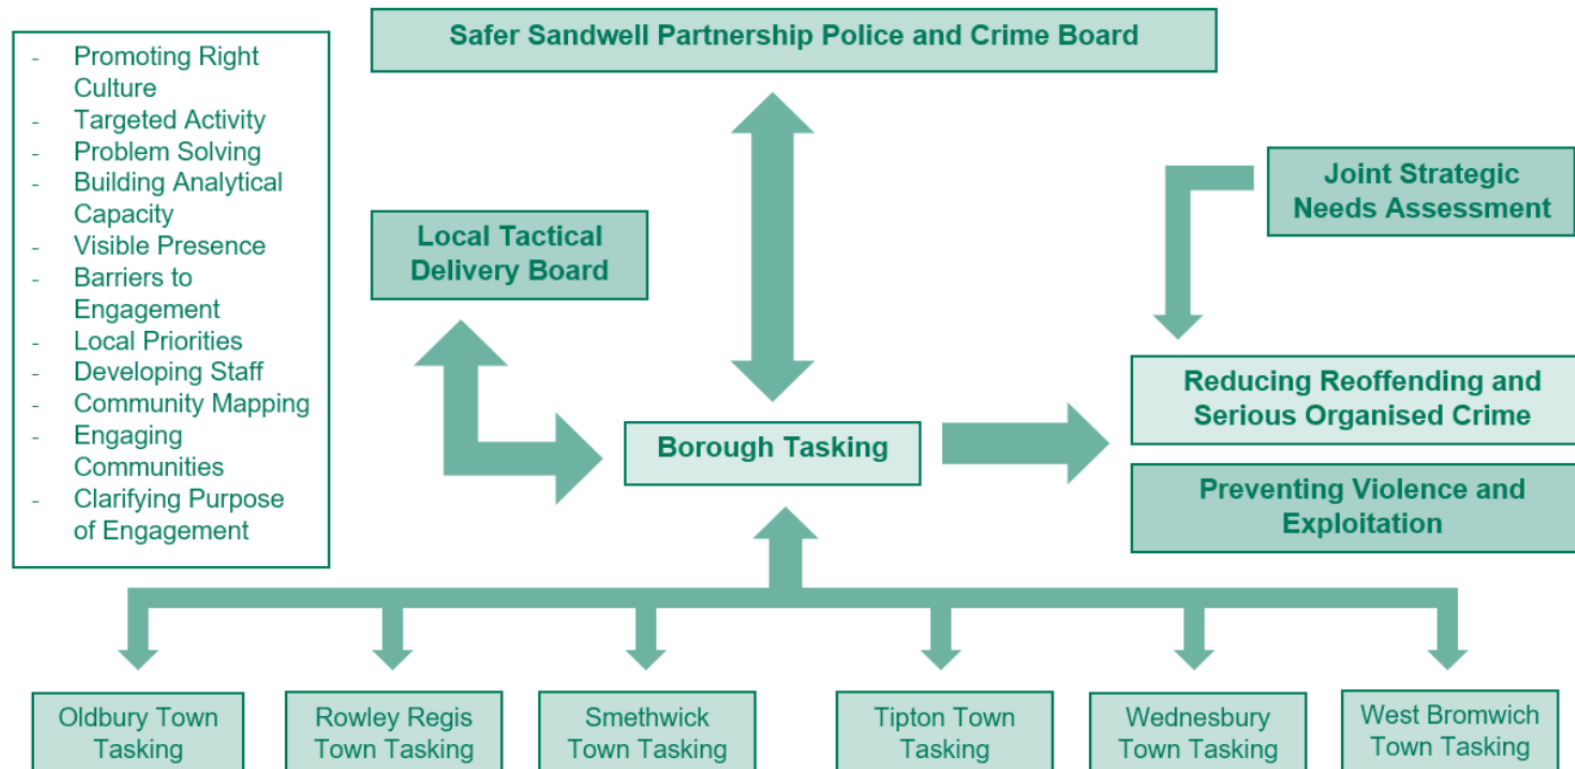 Safer Sandwell Partnership Police and Crime Board
- Promoting Right
Culture
- Targeted Activity
- Problem Solving
- Building Analytical
Capacity
- Visible Presence
- Barriers to
Engagement
- Local Priorities
- Developing Staff
- Community Mapping
- Engaging
Communities
- Clarifying Purpose
of Engagement
Joint Strategic
Needs Assessment
Local Tactical
Delivery Board
Reducing Reoffending and
Serious Organised Crime
Borough Tasking
Preventing Violence and
Exploitation
Oldbury Town
Tasking
Rowley Regis
Town Tasking
Smethwick
Town Tasking
Tipton Town
Tasking
Wednesbury
Town Tasking
West Bromwich
Town Tasking